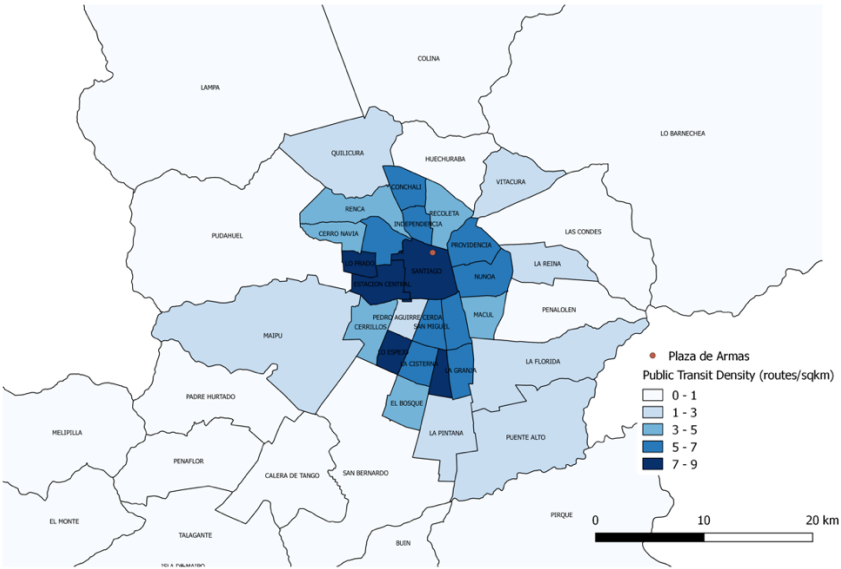 COLINA
LAMPA
LO BARNECHEA
QUILICURA
HUECHURABA
VITACURA
CONCHALI
RENCA
RECOLETA
INDEPENDENCIA
CERRO NAVIA
LAS CONDES
PUDAHUEL
PROVIDENCIA
LO PRADO
SANTIAGO
LA REINA
NUNOA
ESTACION CENTRAL
PENALOLEN
PEDRO AGUIRRE CERDA
MACUL
CERRILLOS
SAN MIGUEL
MAIPU
LO ESPEJO
LA CISTERNA
LA GRANJA
LA FLORIDA
Plaza de Armas
Public Transit Density (routes/sqkm)
0 - 1
1 - 3
3 - 5
5 - 7
7 - 9
PADRE HURTADO
EL BOSQUE
MELIPILLA
LA PINTANA
PUENTE ALTO
PENAFLOR
CALERA DE TANGO
SAN BERNARDO
EL MONTE
PIRQUE
TALAGANTE
BUIN
0 10 20 km